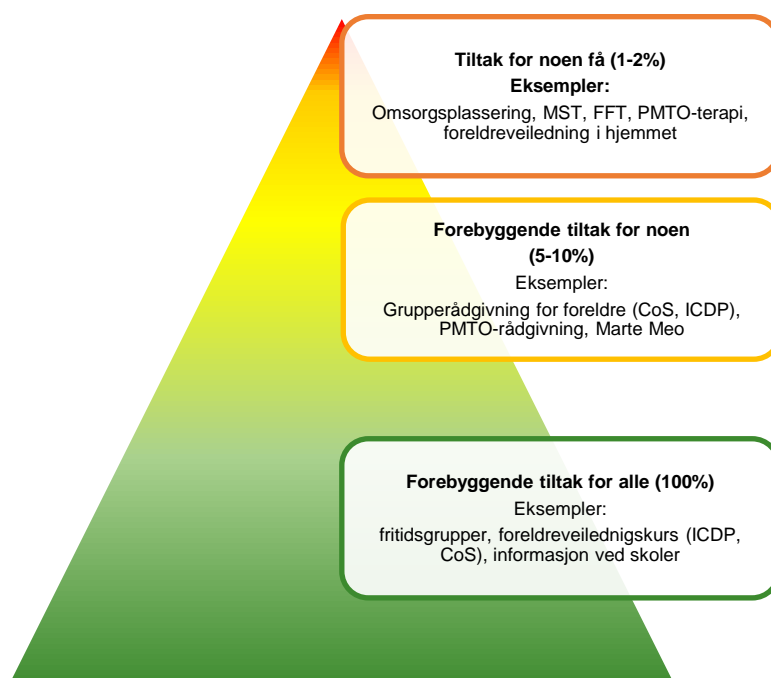 Tiltak for noen få (1-2%)
Eksempler:
Omsorgsplassering, MST, FFT, PMTO-terapi,
foreldreveiledning i hjemmet
Forebyggende tiltak for noen
(5-10%)
Eksempler:
Grupperådgivning for foreldre (CoS, ICDP),
PMTO-rådgivning, Marte Meo
Forebyggende tiltak for alle (100%)
Eksempler:
fritidsgrupper, foreldreveilednigskurs (ICDP,
CoS), informasjon ved skoler